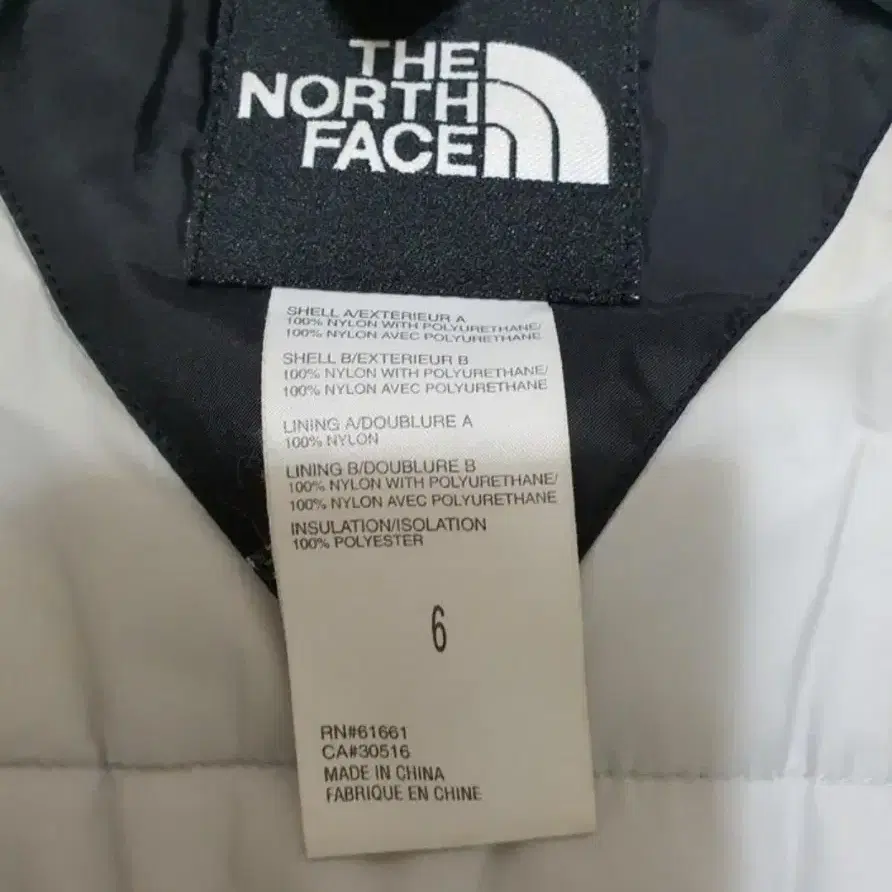 THE
NORTH
FACE
SHELL A/EXTERIEUR A
100% NYLON WITH POLYURETHANE/
100% NYLON AVEC POLYURETHANE
SHELL B/EXTERIEUR B
100% NYLON WITH POLYURETHANE/
100% NYLON AVEC POLYURETHANE
LINING A/DOUBLURE A
100% NYLON
LINING B/DOUBLURE B
100% NYLON WITH POLYURETHANE/
100% NYLON AVEC POLYURETHANE
INSULATION/ISOLATION
100% POLYESTER
6
RN#61661
CA#30516
MADE IN CHINA
FABRIQUE EN CHINE